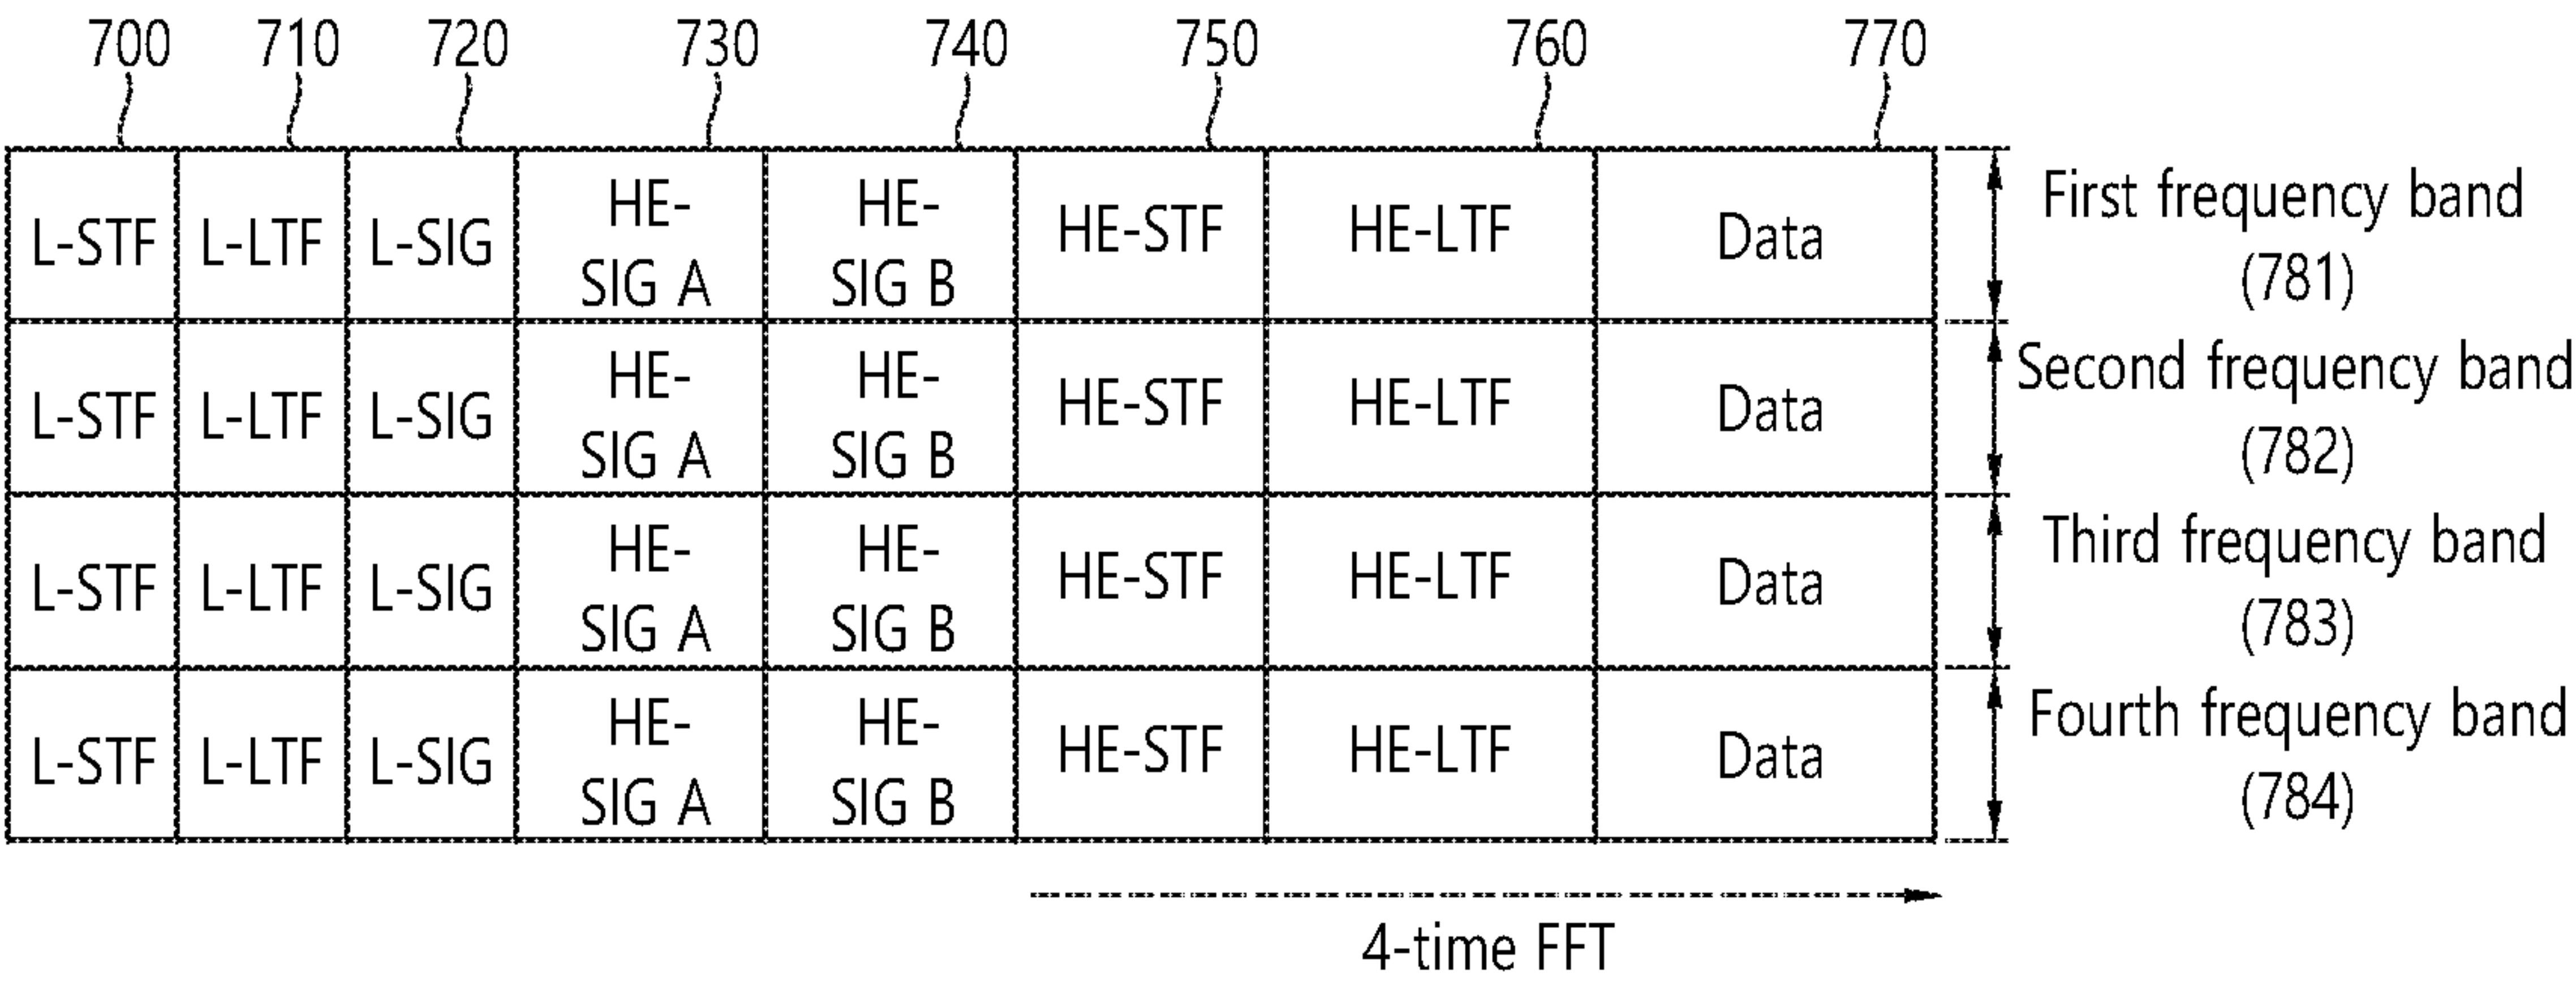 700 710 720 730 740 750 760 770
L-STF L-LTF L-SIG HE-SIG A HE-SIG B HE-STF HE-LTF Data First frequency band (781)
L-STF L-LTF L-SIG HE-SIG A HE-SIG B HE-STF HE-LTF Data Second frequency band (782)
L-STF L-LTF L-SIG HE-SIG A HE-SIG B HE-STF HE-LTF Data Third frequency band (783)
L-STF L-LTF L-SIG HE-SIG A HE-SIG B HE-STF HE-LTF Data Fourth frequency band (784)
4-time FFT